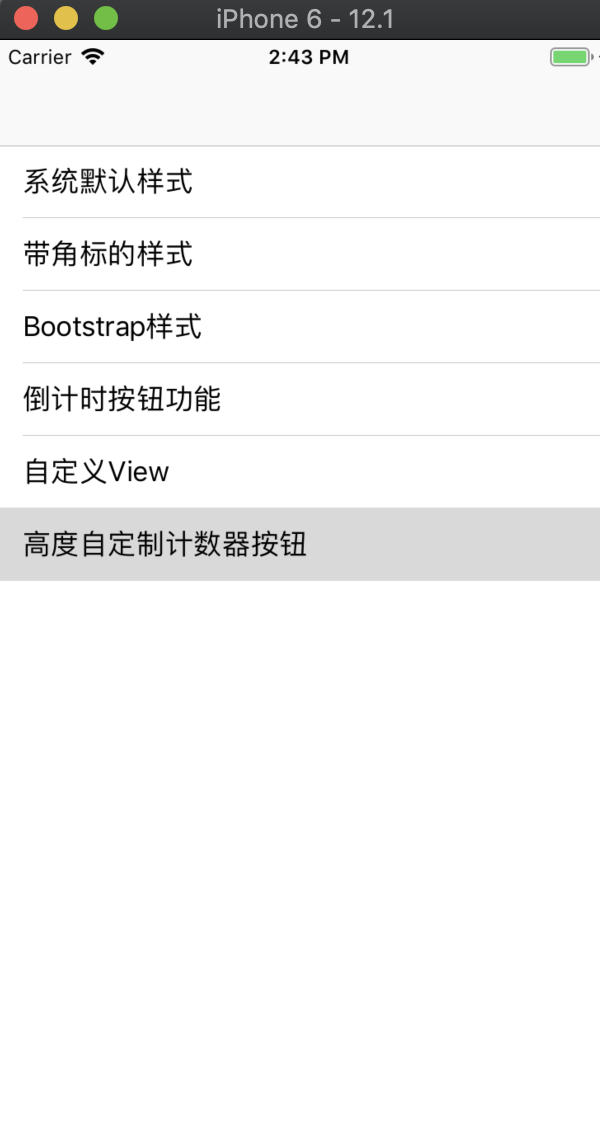 iPhone 6 - 12.1
Carrier 2:43 PM
系统默认样式
带角标的样式
Bootstrap样式
倒计时按钮功能
自定义View
高度自定制计数器按钮